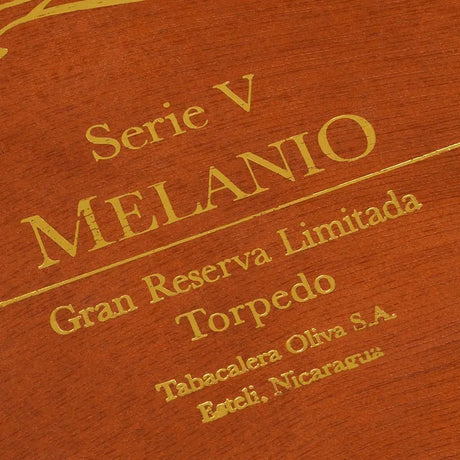 Serie V
MELANIO
Gran Reserva Limitada
Torpedo
Tabacalera Oliva S.A.
Esteli, Nicaragua